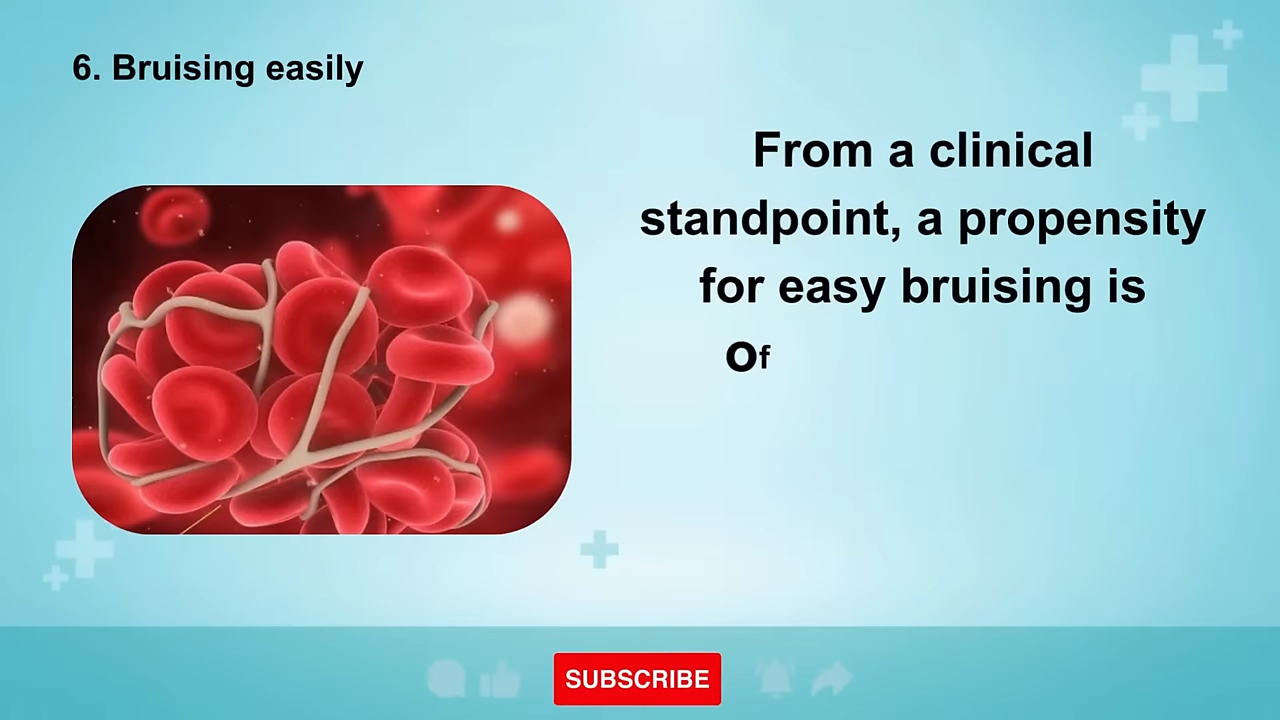 6. Bruising easily
From a clinical
standpoint, a propensity
for easy bruising is
of
SUBSCRIBE